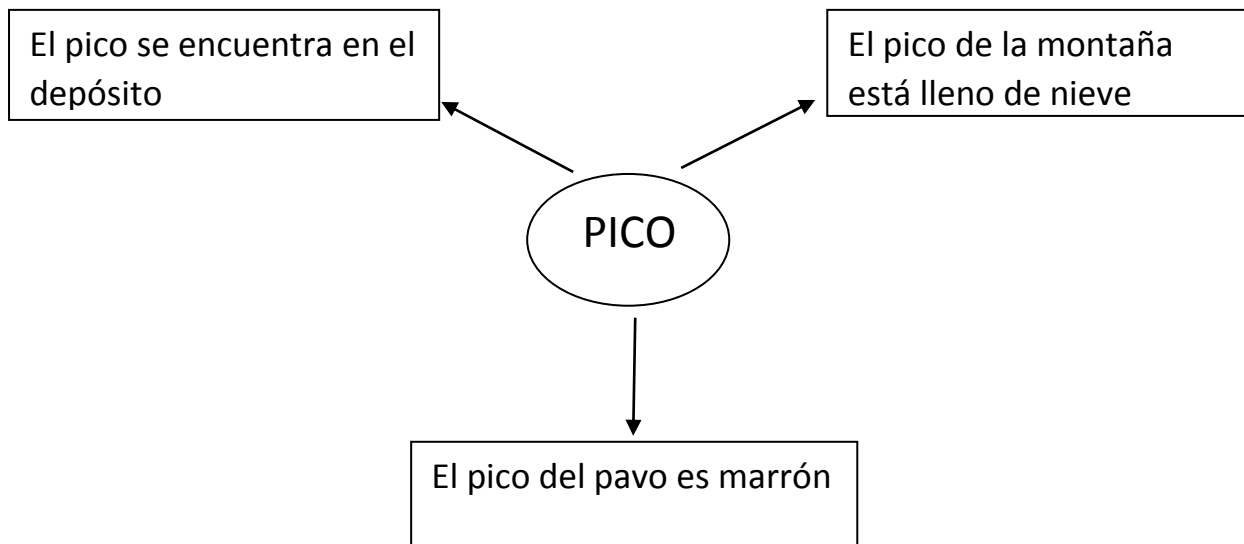 El pico se encuentra en el
depósito
El pico de la montaña
está lleno de nieve
PICO
El pico del pavo es marrón